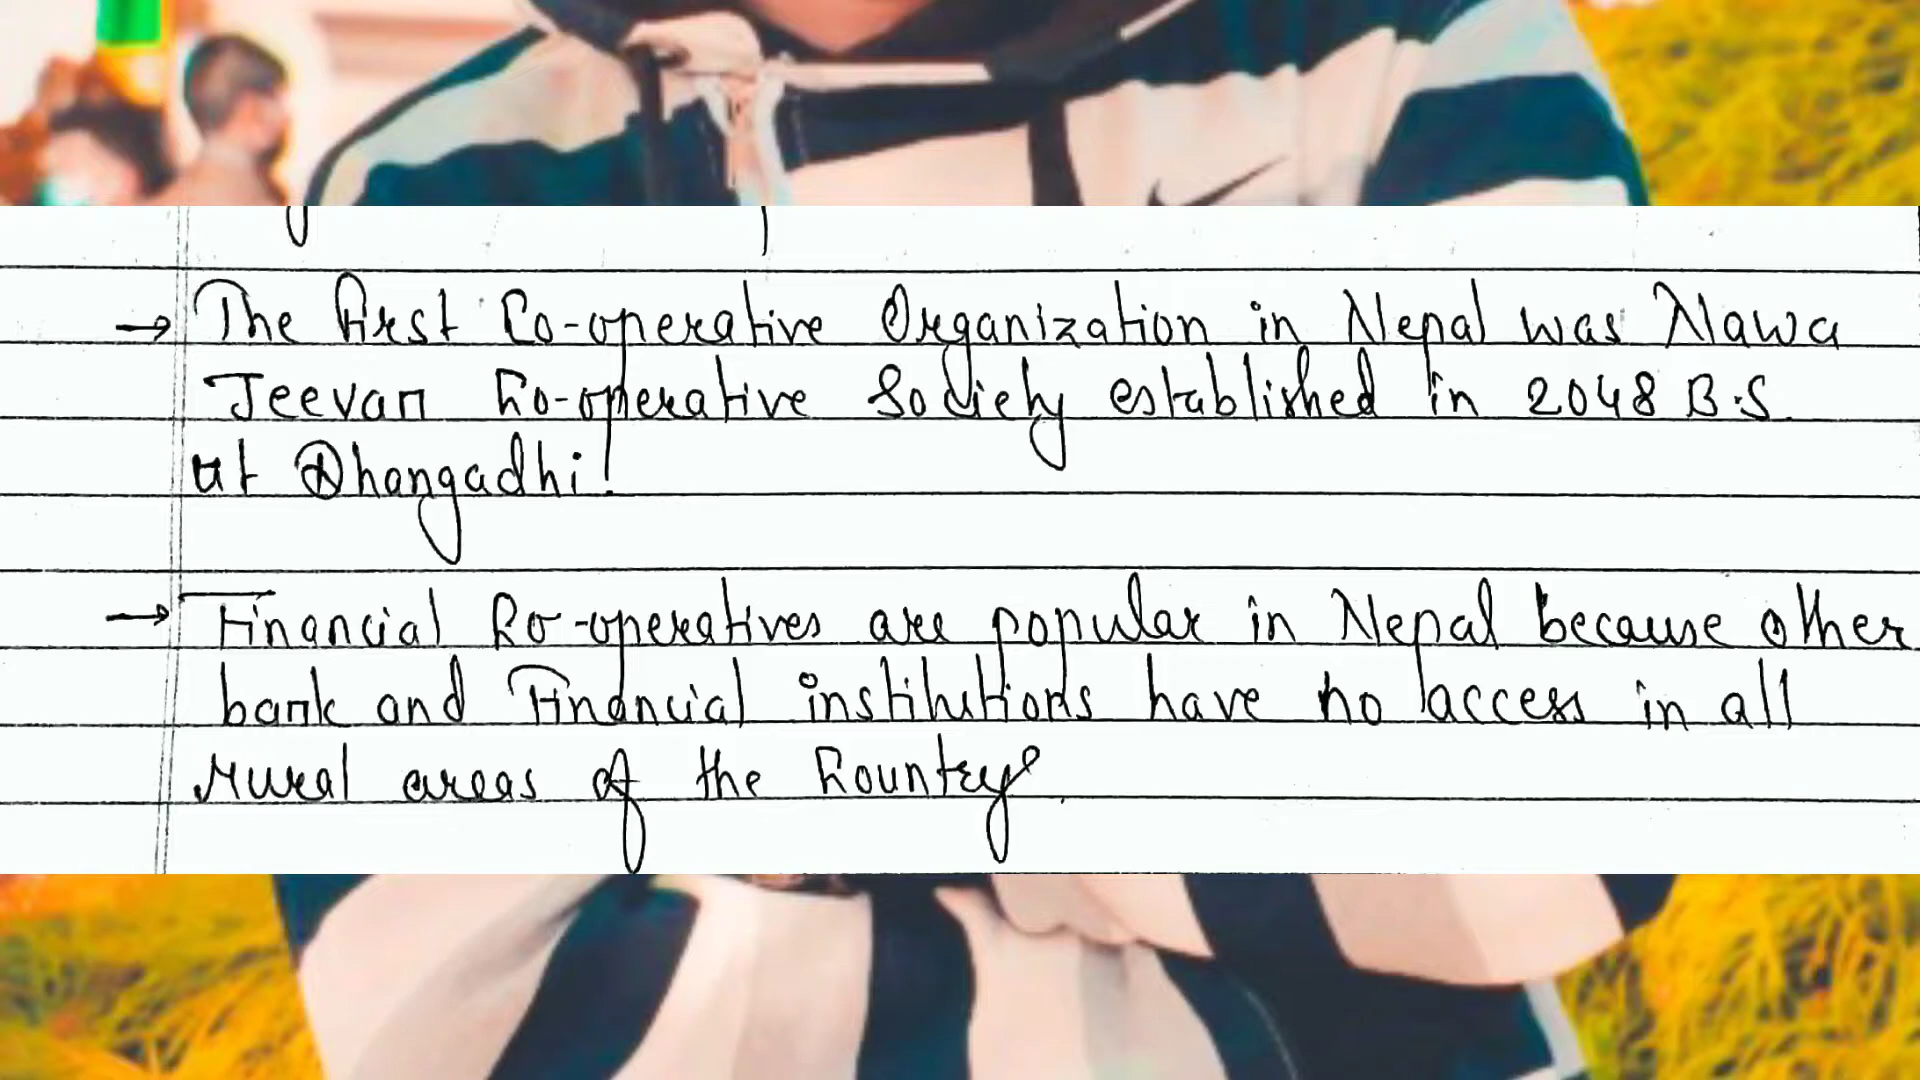 → The first Co-operative Organization in Nepal was Nawa
Jeevan Co-operative Society established in 2048 B.S.
at Dhangadhi!
→ Financial Co-operatives are popular in Nepal because other
bank and Financial institutions have no access in all
rural areas of the Country